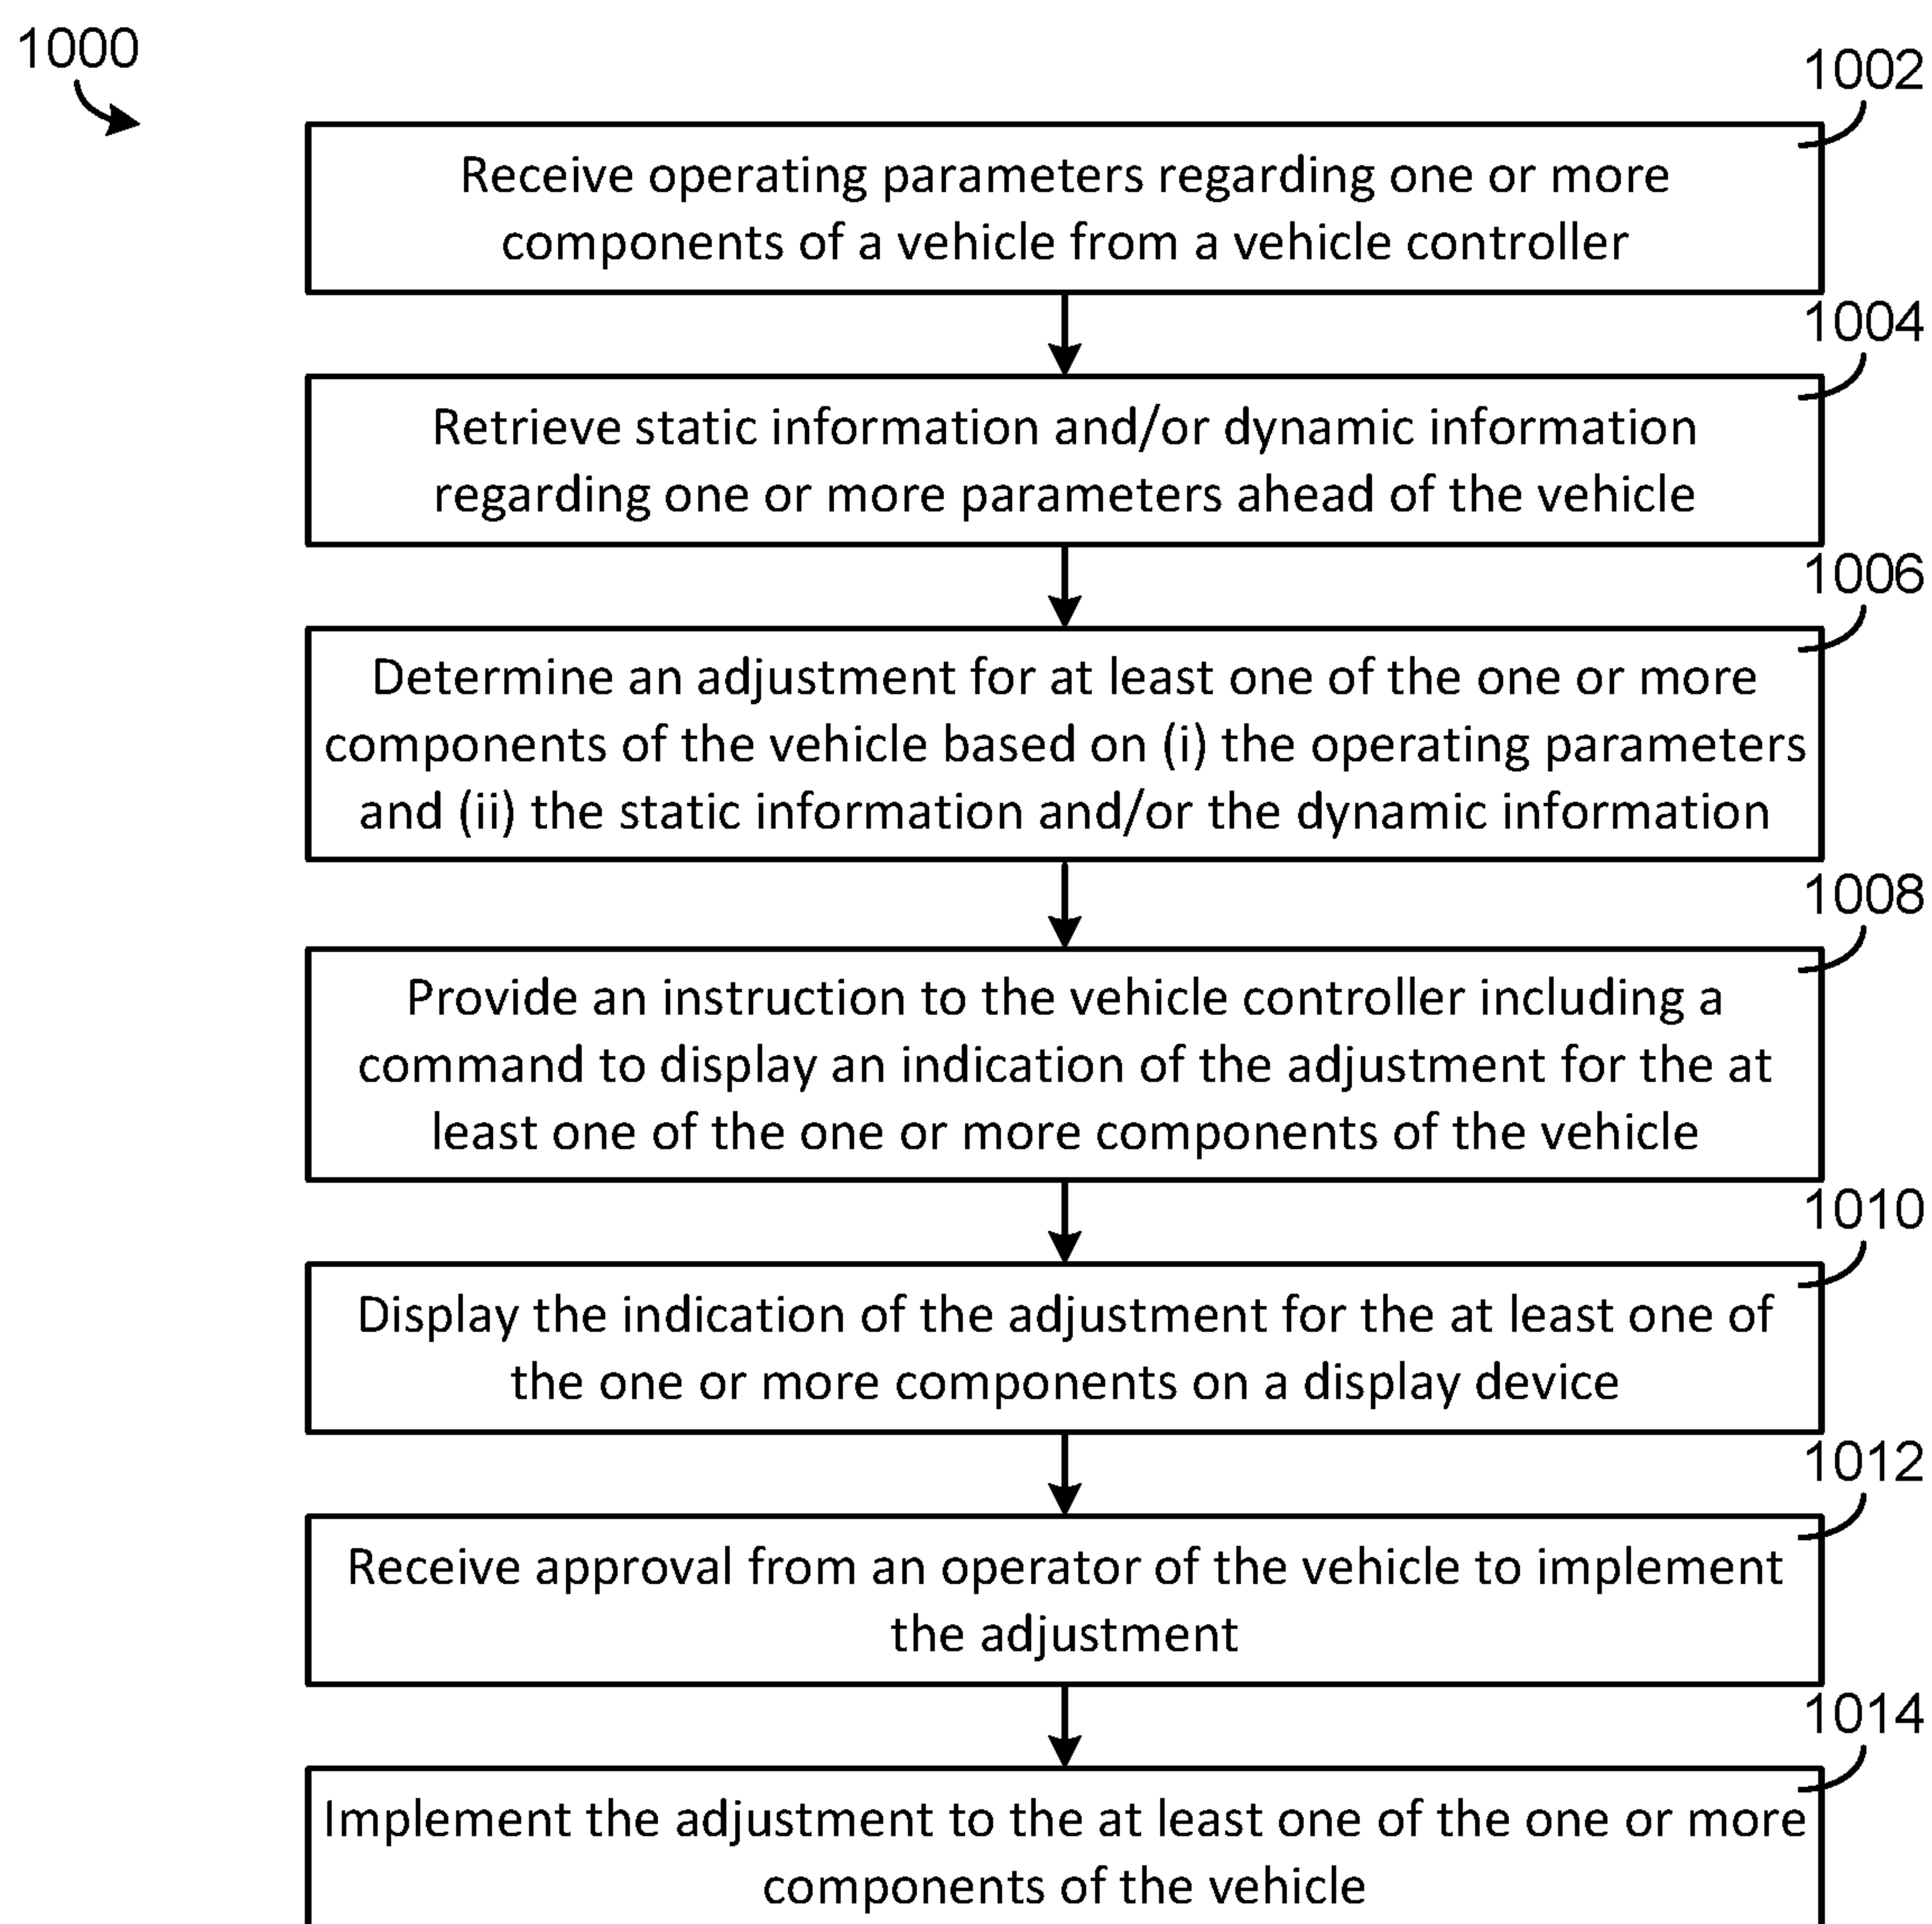 1000
1002
Receive operating parameters regarding one or more
components of a vehicle from a vehicle controller
1004
Retrieve static information and/or dynamic information
regarding one or more parameters ahead of the vehicle
1006
Determine an adjustment for at least one of the one or more
components of the vehicle based on (i) the operating parameters
and (ii) the static information and/or the dynamic information
1008
Provide an instruction to the vehicle controller including a
command to display an indication of the adjustment for the at
least one of the one or more components of the vehicle
1010
Display the indication of the adjustment for the at least one of
the one or more components on a display device
1012
Receive approval from an operator of the vehicle to implement
the adjustment
1014
Implement the adjustment to the at least one of the one or more
components of the vehicle